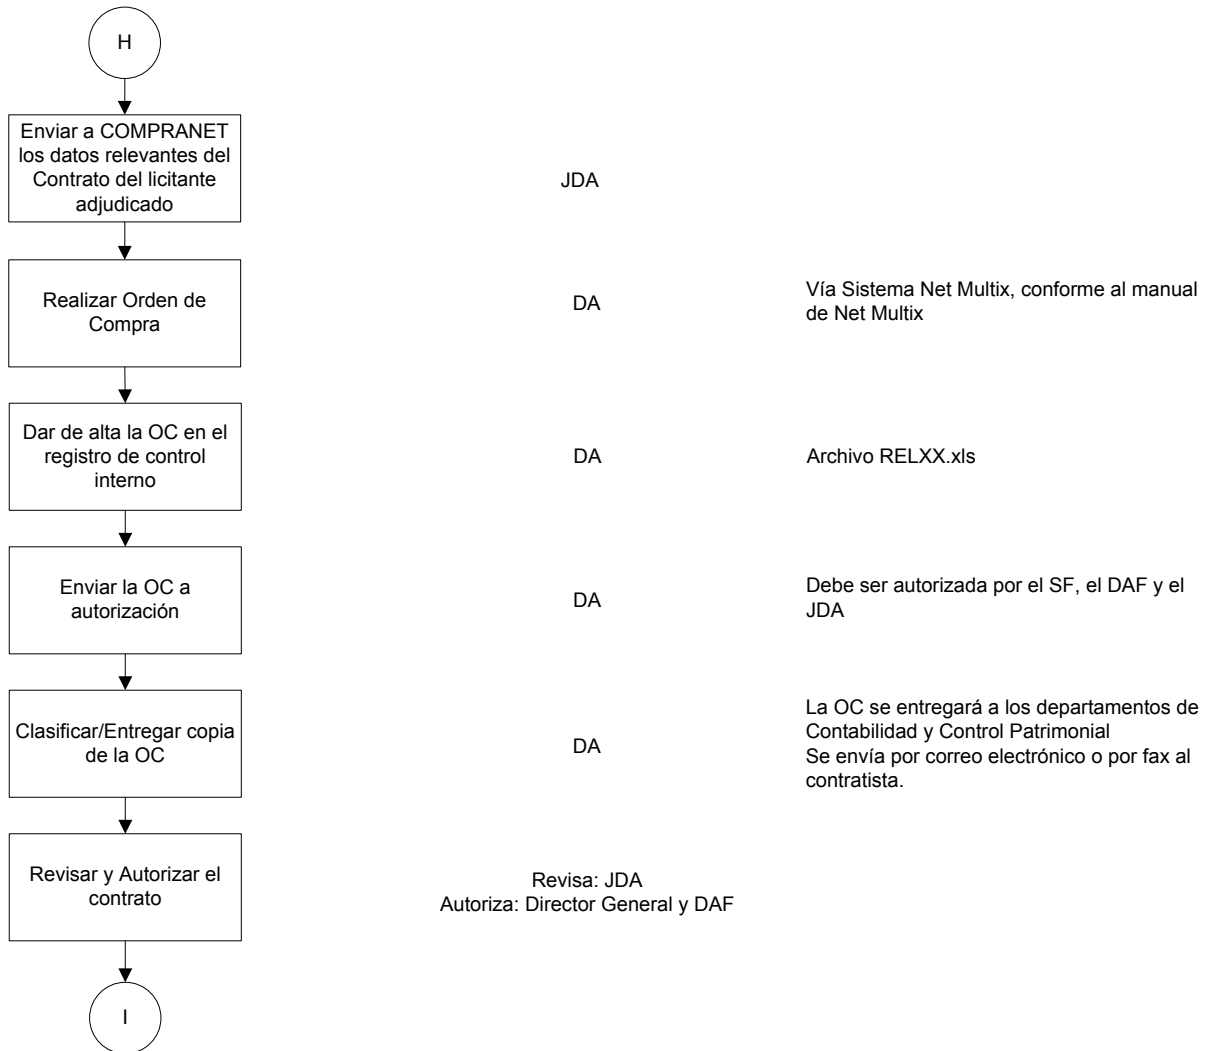 H
Enviar a COMPRANET
los datos relevantes del
Contrato del licitante
adjudicado
JDA
Realizar Orden de
Compra
DA
Vía Sistema Net Multix, conforme al manual
de Net Multix
Dar de alta la OC en el
registro de control
interno
DA
Archivo RELXX.xls
Enviar la OC a
autorización
DA
Debe ser autorizada por el SF, el DAF y el
JDA
Clasificar/Entregar copia
de la OC
DA
La OC se entregará a los departamentos de
Contabilidad y Control Patrimonial
Se envía por correo electrónico o por fax al
contratista.
Revisar y Autorizar el
contrato
Revisa: JDA
Autoriza: Director General y DAF
I